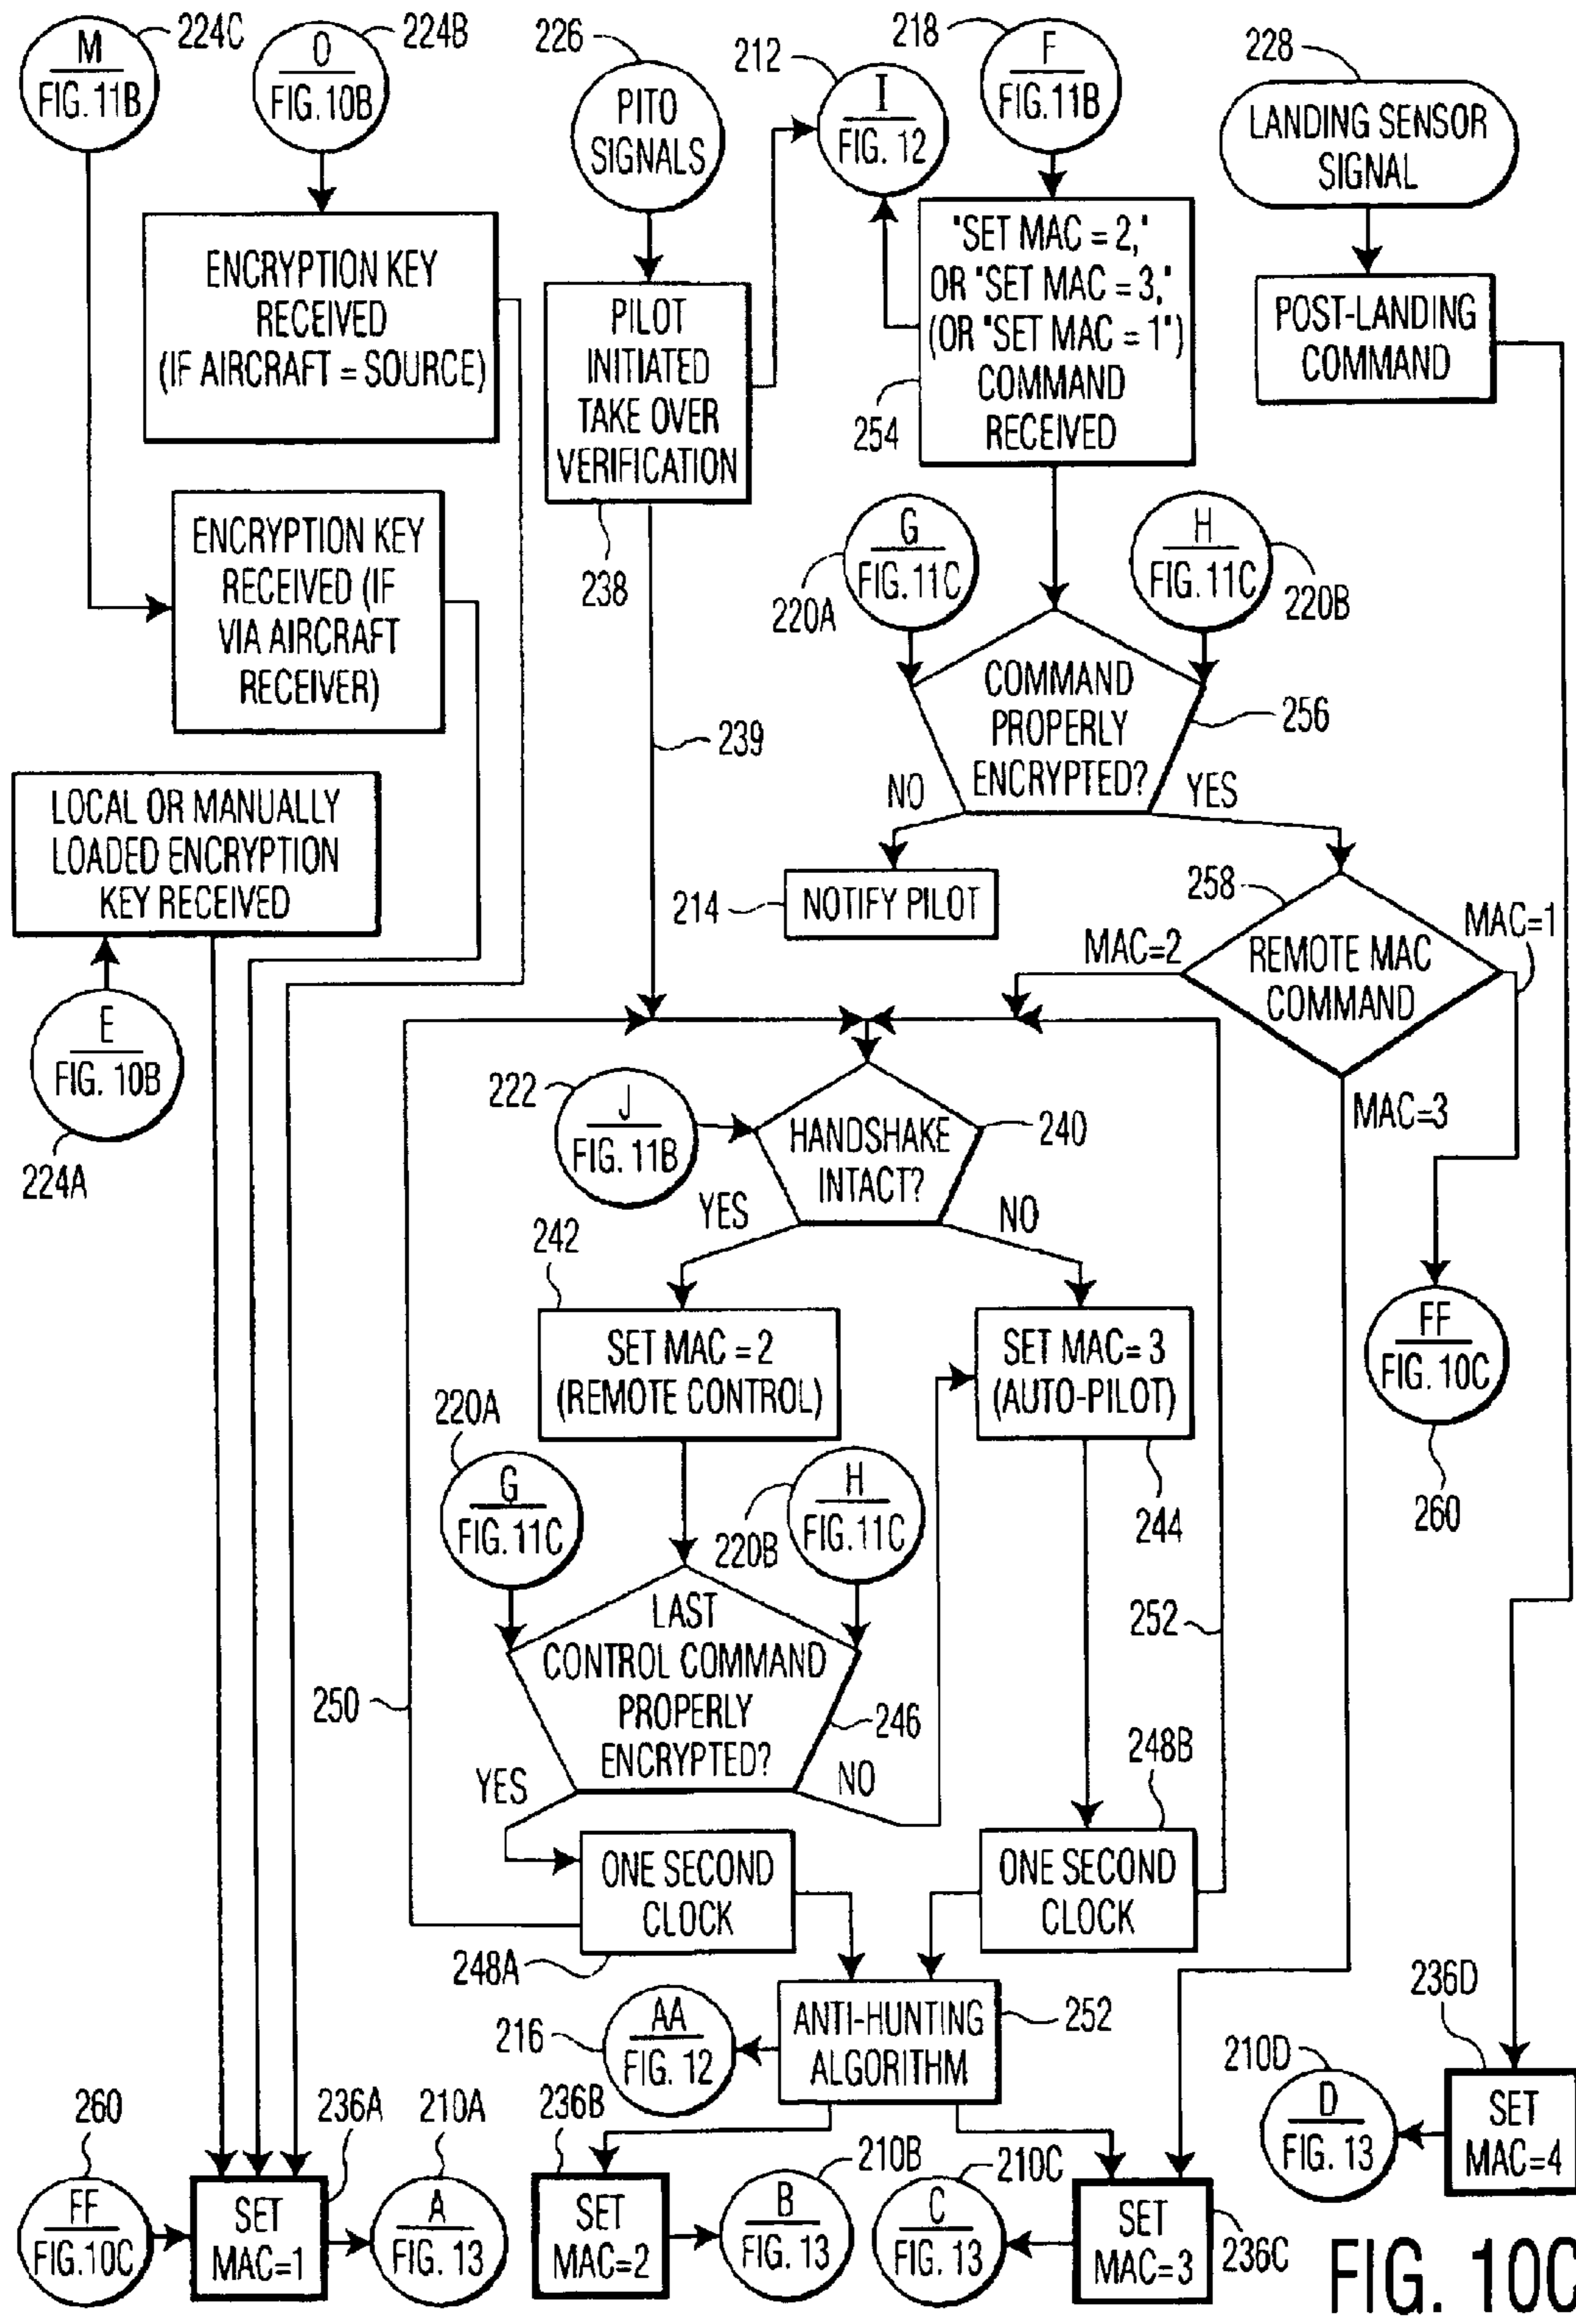 M
FIG. 11B
224C
O
FIG. 10B
224B
226
PITO
SIGNALS
212
I
FIG. 12
218
F
FIG. 11B
228
LANDING SENSOR
SIGNAL
ENCRYPTION KEY
RECEIVED
(IF AIRCRAFT = SOURCE)
PILOT
INITIATED
TAKE OVER
VERIFICATION
238
"SET MAC = 2,"
OR "SET MAC = 3,"
(OR "SET MAC = 1")
COMMAND
RECEIVED
254
POST-LANDING
COMMAND
ENCRYPTION KEY
RECEIVED (IF
VIA AIRCRAFT
RECEIVER)
G
FIG. 11C
220A
H
FIG. 11C
220B
COMMAND
PROPERLY
ENCRYPTED?
256
239
NO
YES
LOCAL OR MANUALLY
LOADED ENCRYPTION
KEY RECEIVED
214
NOTIFY PILOT
258
REMOTE MAC
COMMAND
MAC=2
MAC=1
MAC=3
E
FIG. 10B
224A
222
J
FIG. 11B
HANDSHAKE
INTACT?
240
YES
NO
242
SET MAC = 2
(REMOTE CONTROL)
SET MAC= 3
(AUTO-PILOT)
244
FF
FIG. 10C
260
220A
G
FIG. 11C
220B
H
FIG. 11C
LAST
CONTROL COMMAND
PROPERLY
ENCRYPTED?
246
250
252
YES
NO
248B
ONE SECOND
CLOCK
248A
ONE SECOND
CLOCK
216
AA
FIG. 12
ANTI-HUNTING
ALGORITHM
252
236D
SET
MAC=4
210D
D
FIG. 13
260
FF
FIG.10C
236A
SET
MAC=1
210A
A
FIG. 13
236B
SET
MAC=2
210B
B
FIG. 13
210C
C
FIG. 13
SET
MAC=3
236C
FIG. 10C